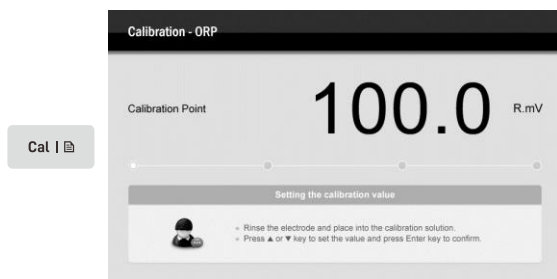 Calibration - ORP
Calibration Point
100.0
R.mV
Cal |
Setting the calibration value
Rinse the electrode and place into the calibration solution.
Press ▲ or ▼ key to set the value and press Enter key to confirm.